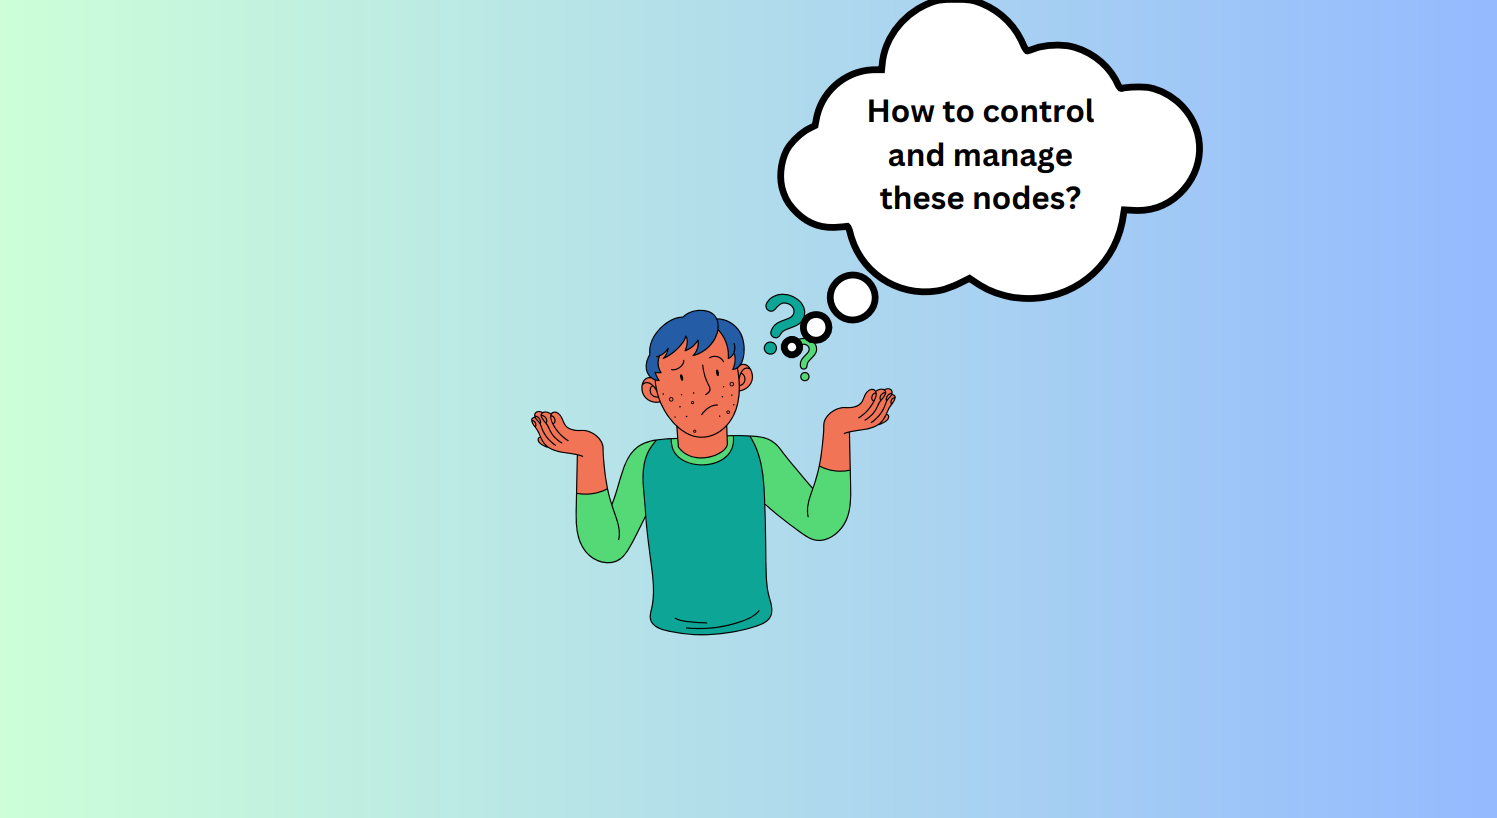 How to control
and manage
these nodes?